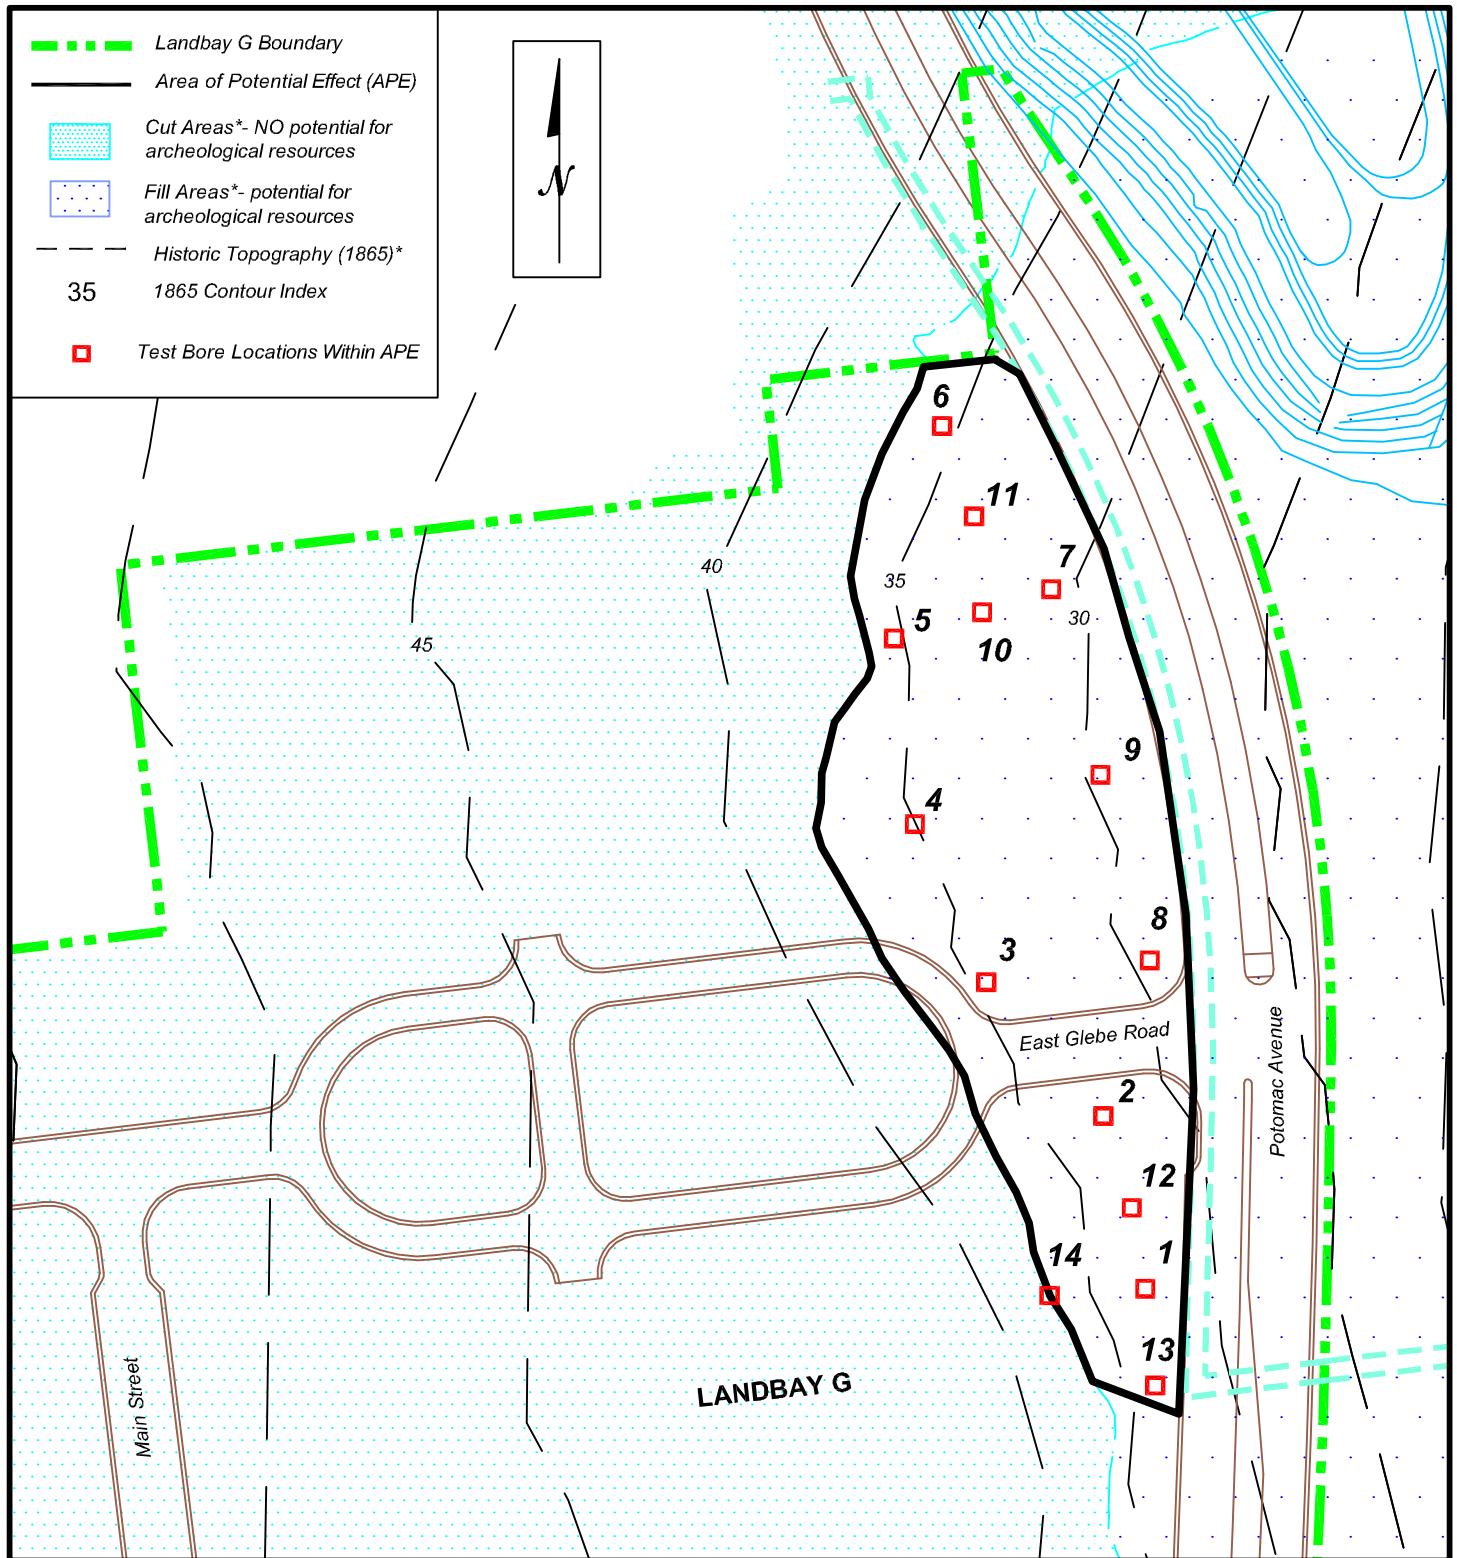 Landbay G Boundary
Area of Potential Effect (APE)
Cut Areas*- NO potential for
archeological resources
Fill Areas*- potential for
archeological resources
Historic Topography (1865)*
35
1865 Contour Index
Test Bore Locations Within APE
N
6
11
7
40
35
5
10
30
45
9
4
8
3
East Glebe Road
Potomac Avenue
2
12
14
1
13
Main Street
LANDBAY G